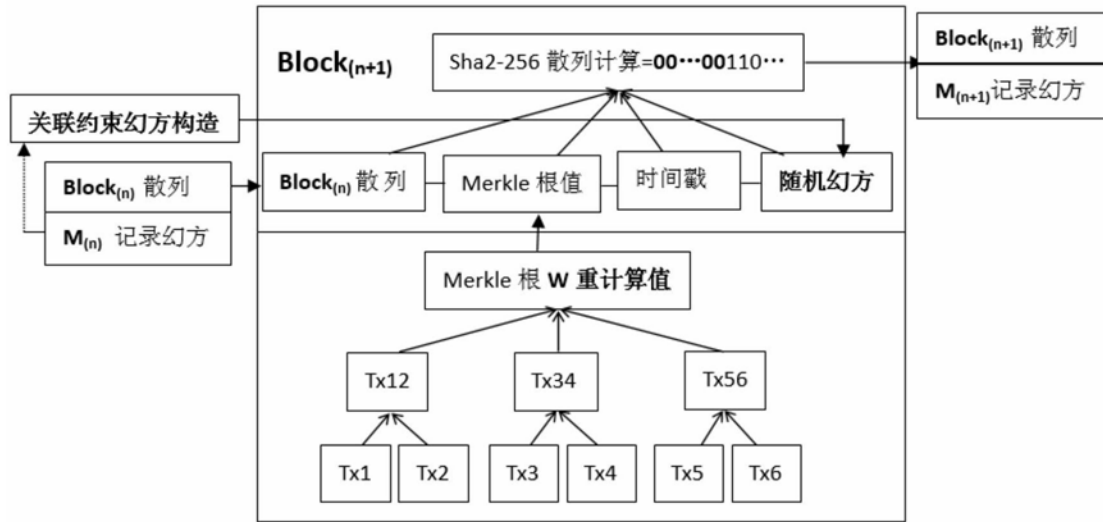 Block(n+1)
Sha2-256 散列计算=00⋯00110⋯
Block(n+1) 散列
M(n+1)记录幻方
关联约束幻方构造
Block(n) 散列
M(n) 记录幻方
Block(n) 散列
Merkle 根值
时间戳
随机幻方
Merkle 根 W 重计算值
Tx12
Tx34
Tx56
Tx1
Tx2
Tx3
Tx4
Tx5
Tx6